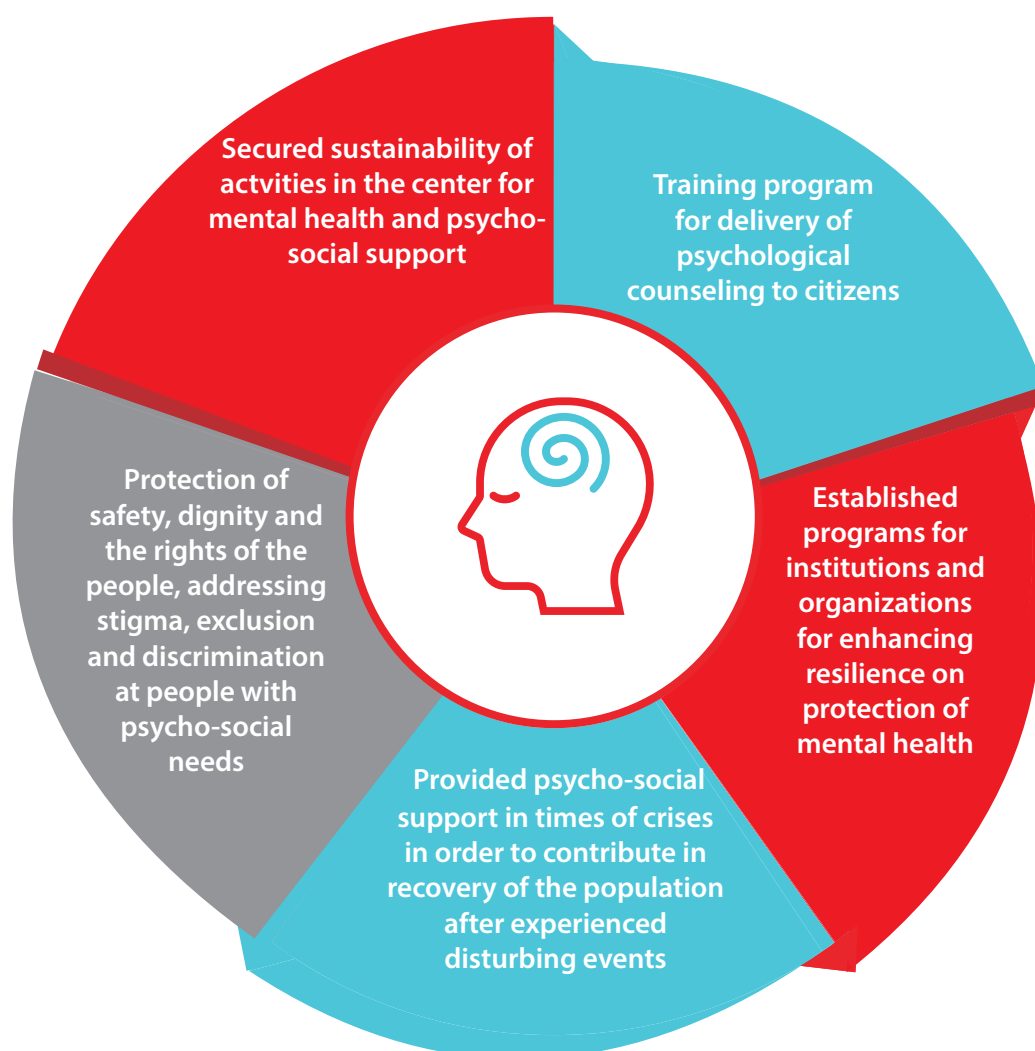 Secured sustainability of
actvities in the center for
mental health and psycho-
social support
Training program
for delivery of
psychological
counseling to citizens
Established
programs for
institutions and
organizations
for enhancing
resilience on
protection of
mental health
Provided psycho-social
support in times of crises
in order to contribute in
recovery of the population
after experienced
disturbing events
Protection of
safety, dignity and
the rights of the
people, addressing
stigma, exclusion
and discrimination
at people with
psycho-social
needs